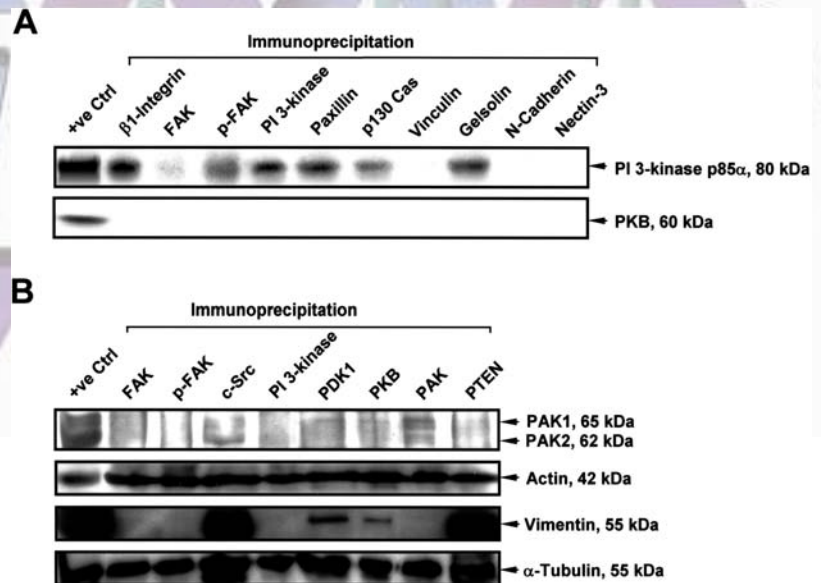 A
Immunoprecipitation
+ve Ctrl
β1-Integrin
FAK
p-FAK
PI 3-kinase
Paxillin
p130 Cas
Vinculin
Gelsolin
N-Cadherin
Nectin-3
PI 3-kinase p85α, 80 kDa
PKB, 60 kDa
B
Immunoprecipitation
+ve Ctrl
FAK
p-FAK
c-Src
PI 3-kinase
PDK1
PKB
PAK
PTEN
PAK1, 65 kDa
PAK2, 62 kDa
Actin, 42 kDa
Vimentin, 55 kDa
α-Tubulin, 55 kDa